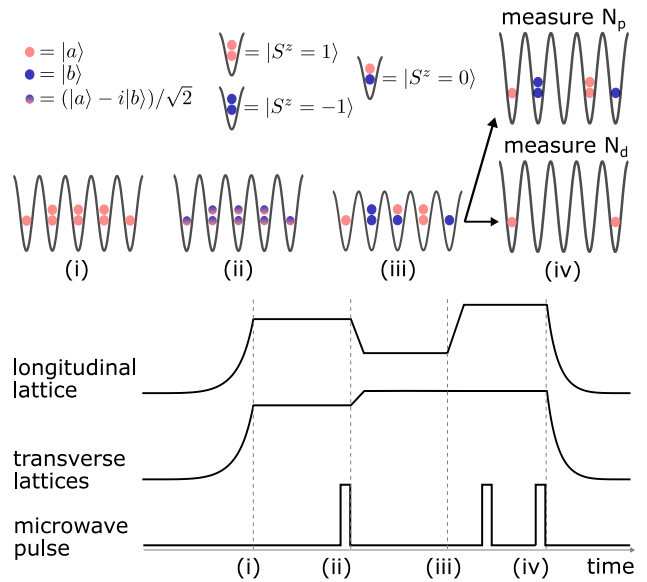 measure N_p
= |a⟩
= |b⟩
= (|a⟩ − i|b⟩)/√2
= |S^z = 1⟩
= |S^z = −1⟩
= |S^z = 0⟩
measure N_d
(i)
(ii)
(iii)
(iv)
longitudinal
lattice
transverse
lattices
microwave
pulse
(i)
(ii)
(iii)
(iv)
time